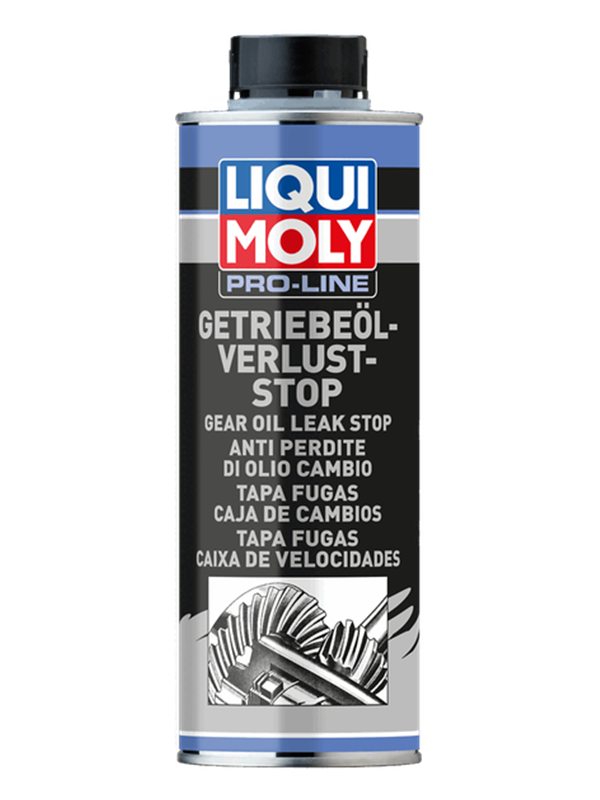 LIQUI
MOLY
PRO-LINE
GETRIEBEÖL-
VERLUST-
STOP
GEAR OIL LEAK STOP
ANTI PERDITE
DI OLIO CAMBIO
TAPA FUGAS
CAJA DE CAMBIOS
TAPA FUGAS
CAIXA DE VELOCIDADES